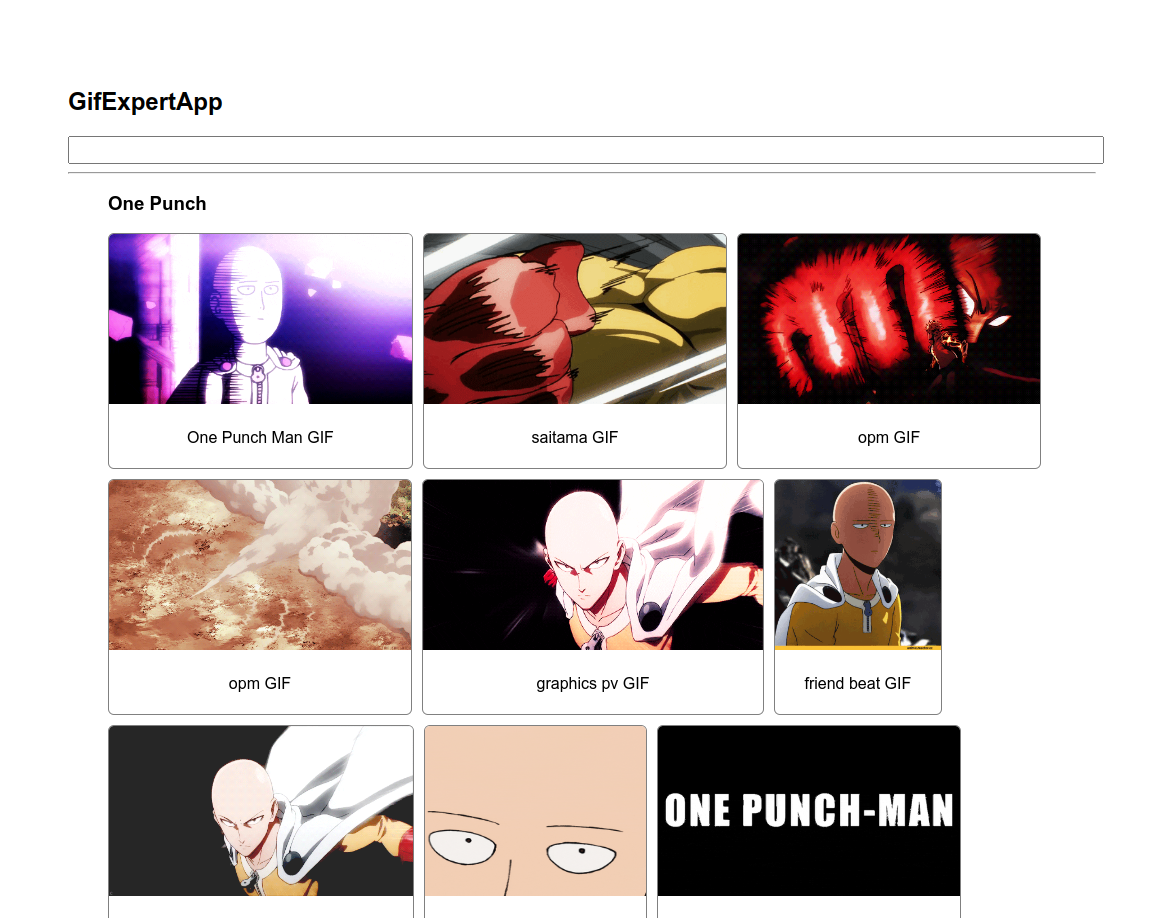 GifExpertApp
One Punch
One Punch Man GIF
saitama GIF
opm GIF
opm GIF
graphics pv GIF
friend beat GIF
ONE PUNCH-MAN